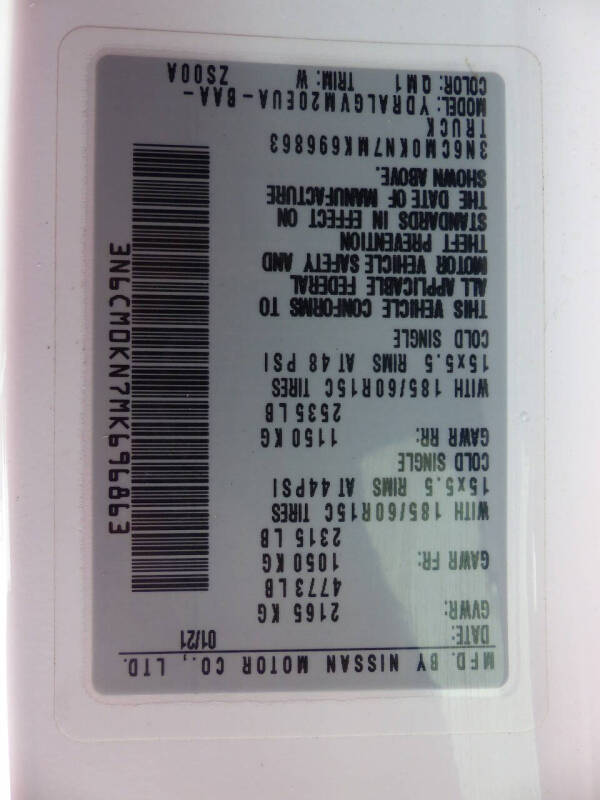 MFD. BY NISSAN MOTOR CO., LTD.
DATE: 01/21
GVWR: 2165 KG
4773 LB
GAWR FR: 1050 KG
2315 LB
WITH 185/60R15C TIRES
15x5.5 RIMS AT 44PSI
COLD SINGLE
GAWR RR: 1150 KG
2535 LB
WITH 185/60R15C TIRES
15x5.5 RIMS AT 48 PSI
COLD SINGLE
THIS VEHICLE CONFORMS TO
ALL APPLICABLE FEDERAL
MOTOR VEHICLE SAFETY AND
THEFT PREVENTION
STANDARDS IN EFFECT ON
THE DATE OF MANUFACTURE
SHOWN ABOVE.
3N6CM0KN7MK696863
TRUCK
MODEL: YDRALGVM20EUA-BAA-
COLOR: QM1 TRIM: W ZS00A
3N6CM0KN7MK696863